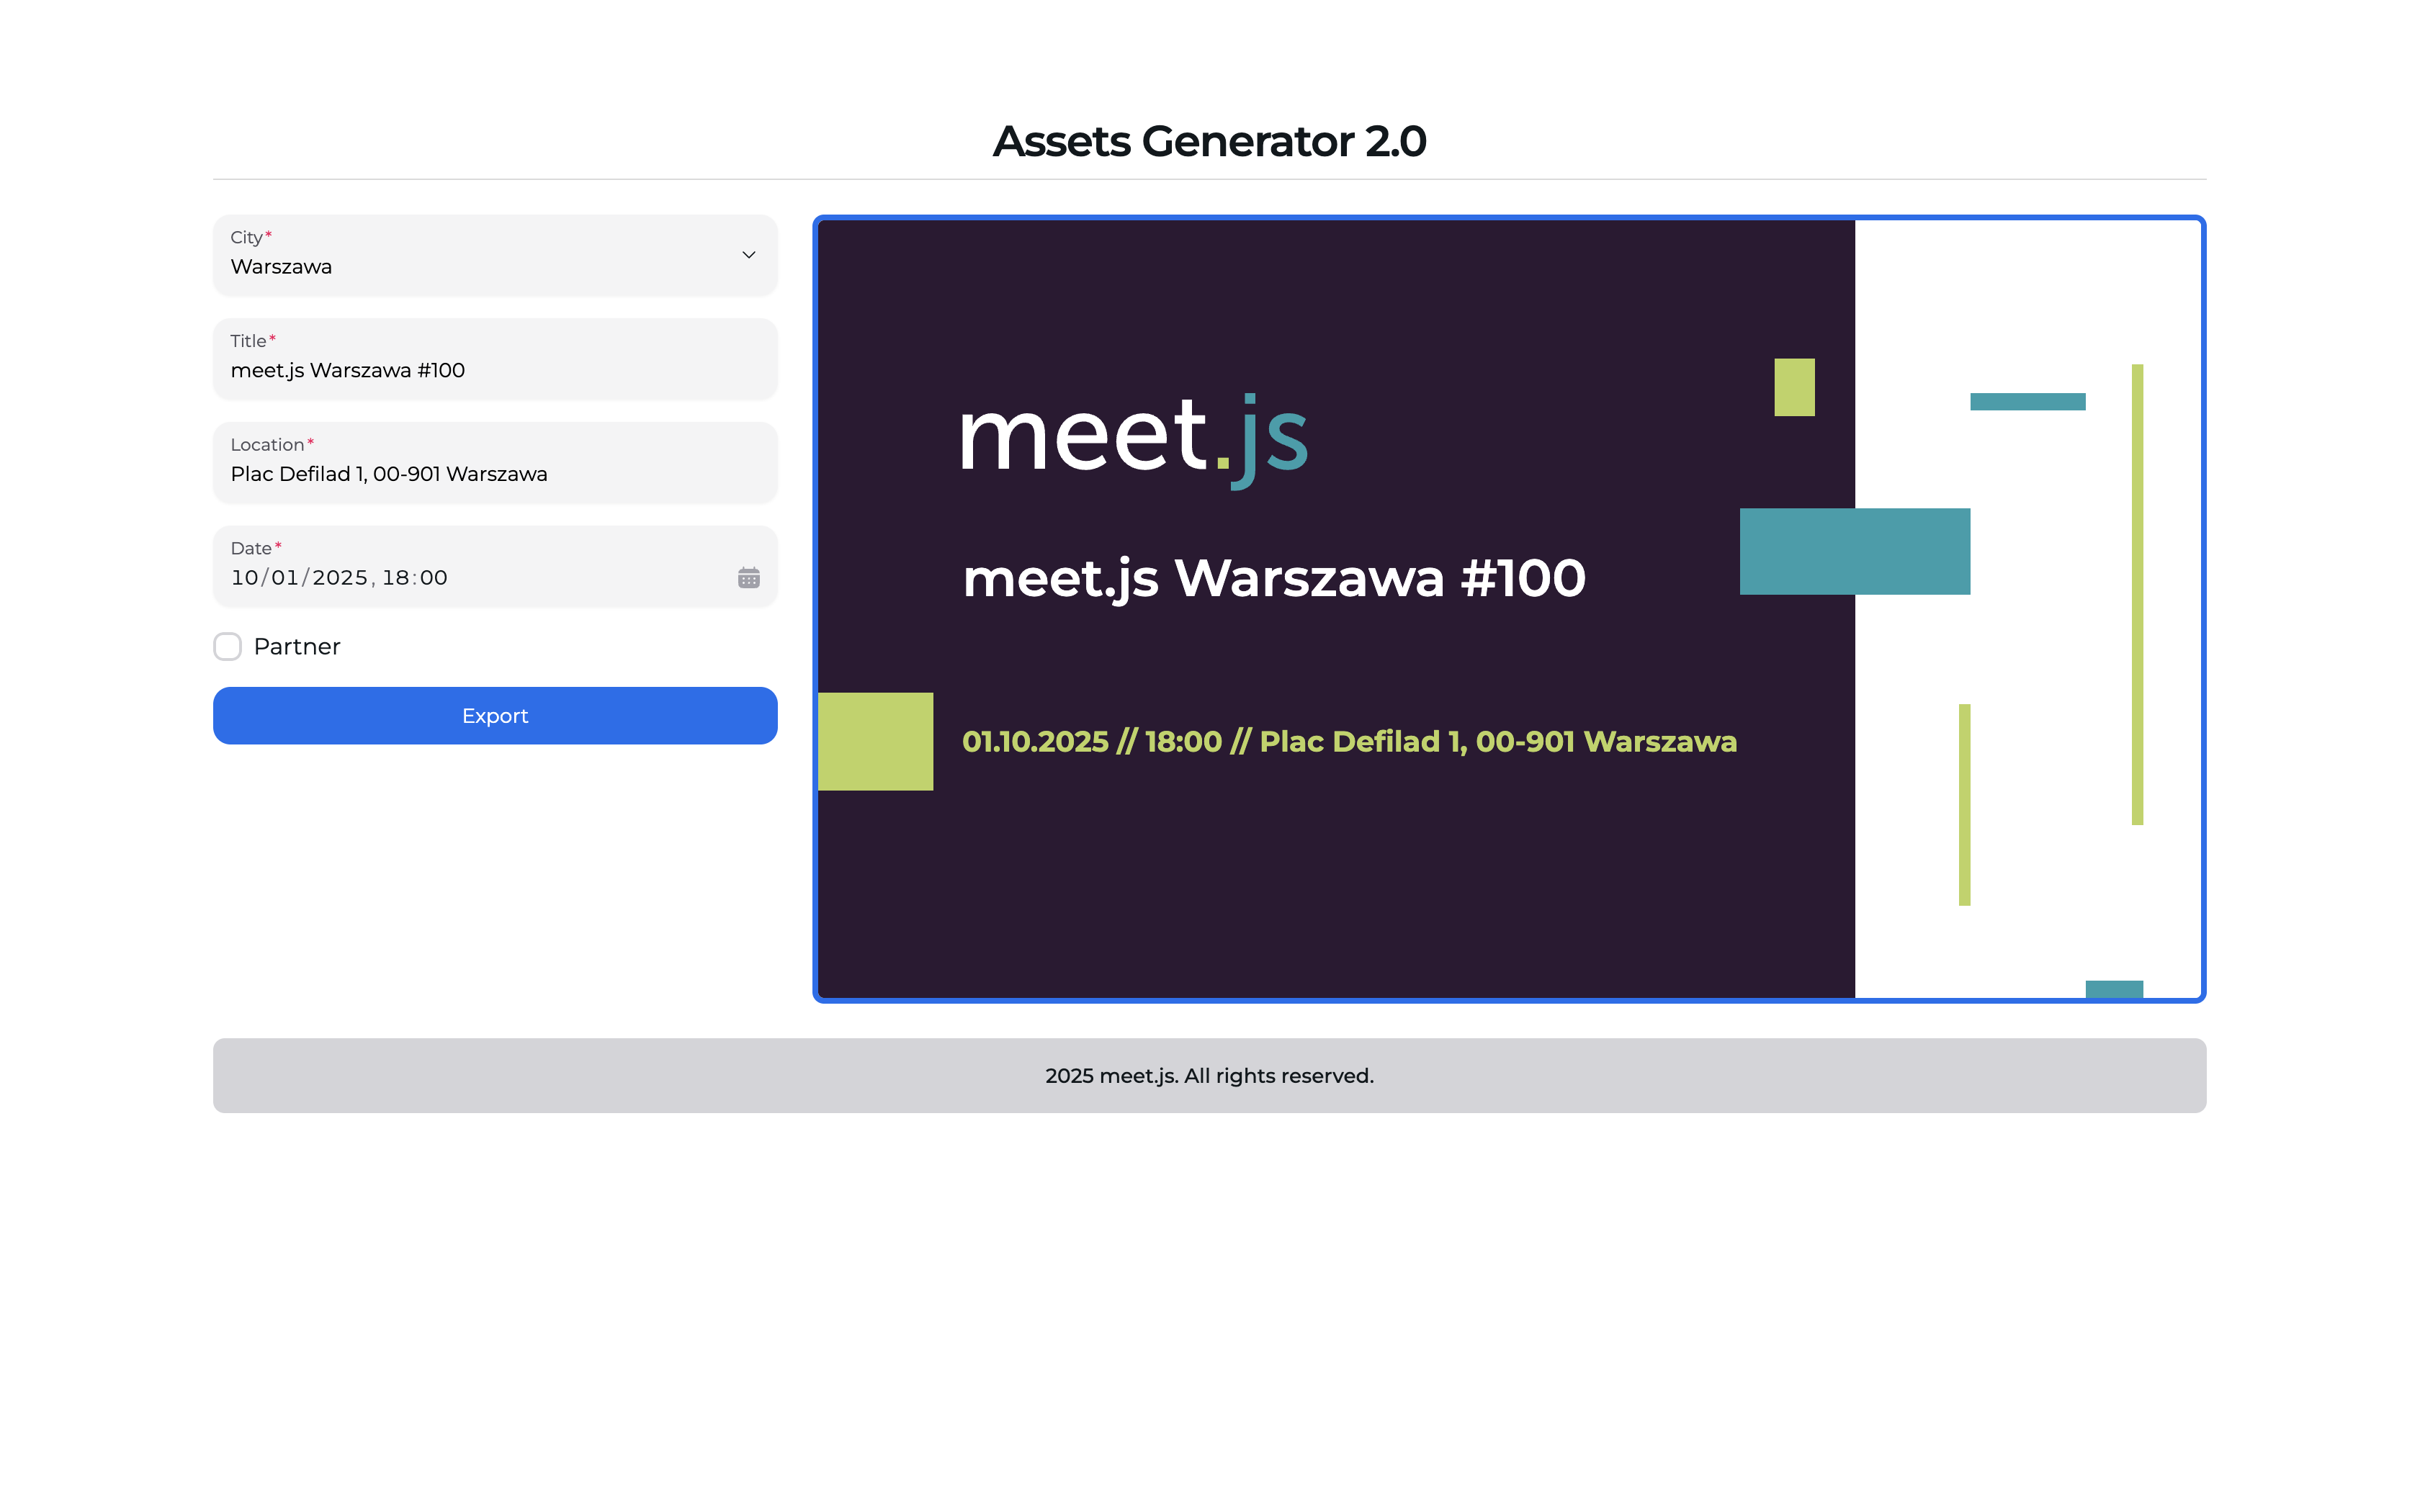 Assets Generator 2.0
City*
Warszawa
Title*
meet.js Warszawa #100
Location*
Plac Defilad 1, 00-901 Warszawa
Date*
10/01/2025, 18:00
Partner
Export
meet.js
meet.js Warszawa #100
01.10.2025 // 18:00 // Plac Defilad 1, 00-901 Warszawa
2025 meet.js. All rights reserved.